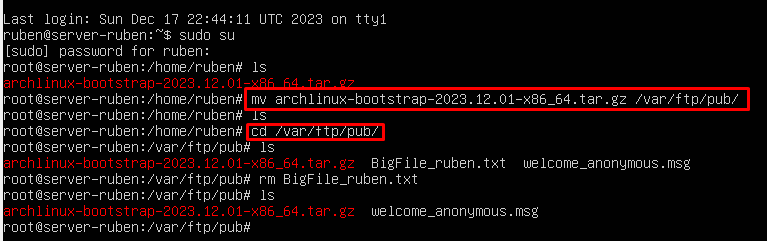 Last login: Sun Dec 17 22:44:11 UTC 2023 on tty1
ruben@server-ruben:~$ sudo su
[sudo] password for ruben:
root@server-ruben:/home/ruben# ls
archlinux-bootstrap-2023.12.01-x86_64.tar.gz
root@server-ruben:/home/ruben# mv archlinux-bootstrap-2023.12.01-x86_64.tar.gz /var/ftp/pub/
root@server-ruben:/home/ruben# ls
root@server-ruben:/home/ruben# cd /var/ftp/pub/
root@server-ruben:/var/ftp/pub# ls
archlinux-bootstrap-2023.12.01-x86_64.tar.gz  BigFile_ruben.txt  welcome_anonymous.msg
root@server-ruben:/var/ftp/pub# rm BigFile_ruben.txt
root@server-ruben:/var/ftp/pub# ls
archlinux-bootstrap-2023.12.01-x86_64.tar.gz  welcome_anonymous.msg
root@server-ruben:/var/ftp/pub#